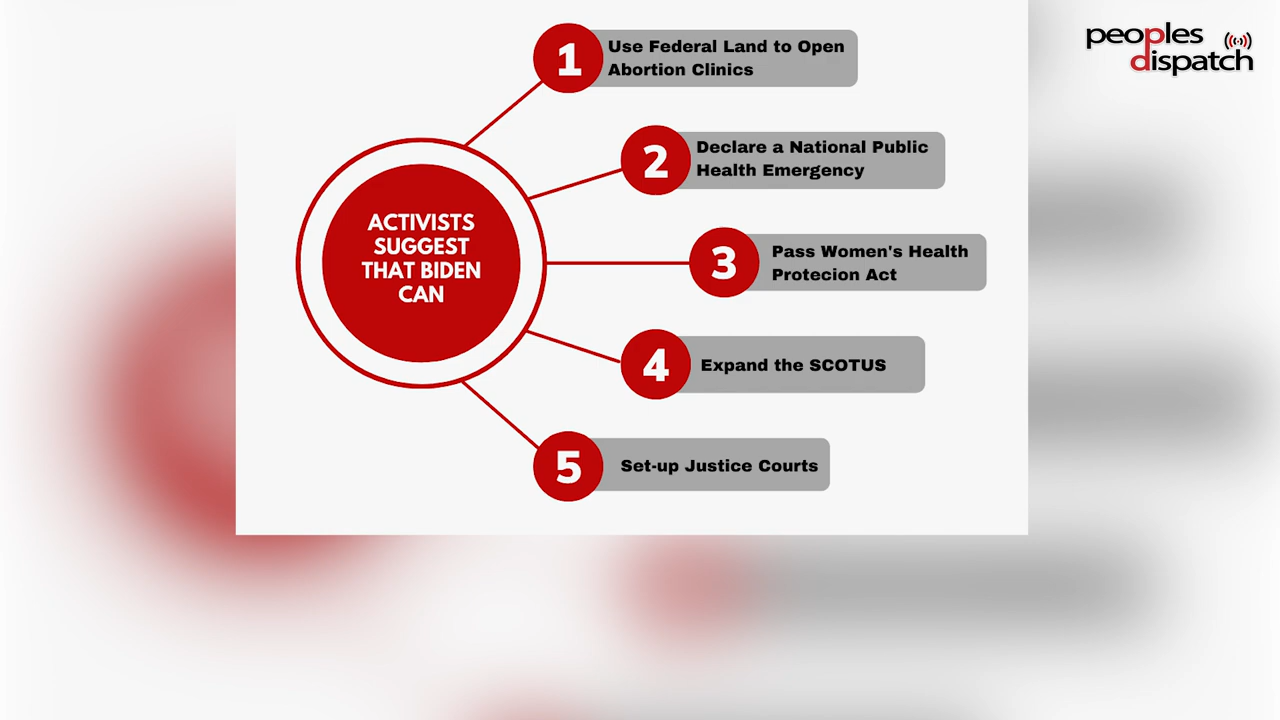 peoples
dispatch
1
Use Federal Land to Open
Abortion Clinics
2
Declare a National Public
Health Emergency
ACTIVISTS
SUGGEST
THAT BIDEN
CAN
3
Pass Women's Health
Protecion Act
4
Expand the SCOTUS
5
Set-up Justice Courts